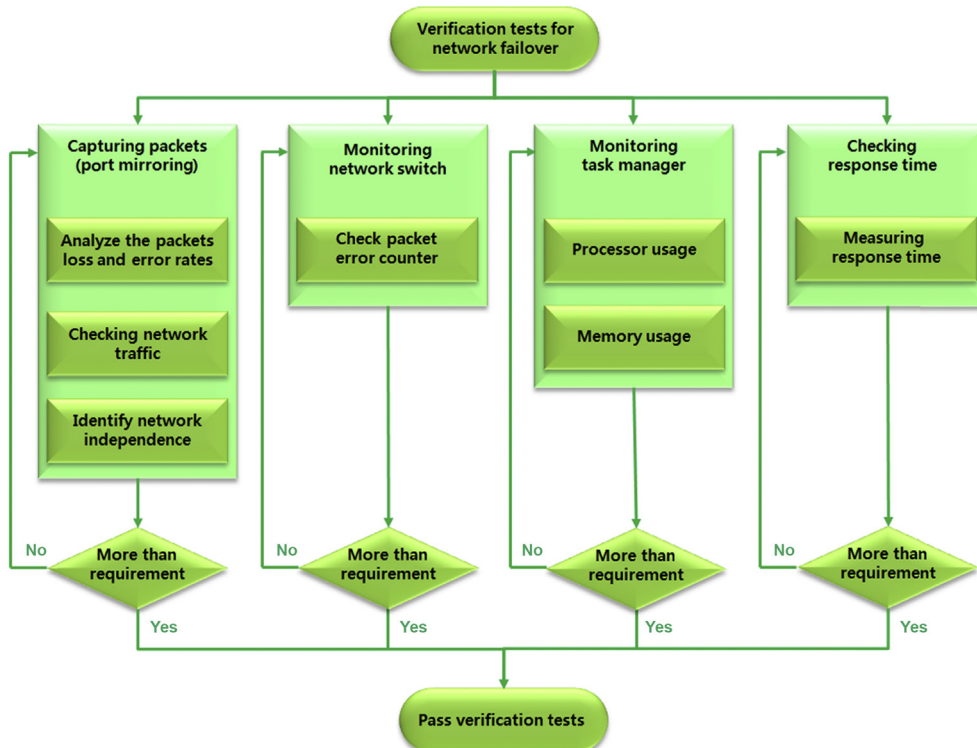 Verification tests for
network failover
Capturing packets
(port mirroring)
Analyze the packets
loss and error rates
Checking network
traffic
Identify network
independence
Monitoring
network switch
Check packet
error counter
Monitoring
task manager
Processor usage
Memory usage
Checking
response time
Measuring
response time
No
More than
requirement
Yes
No
More than
requirement
Yes
No
More than
requirement
Yes
No
More than
requirement
Yes
Pass verification tests